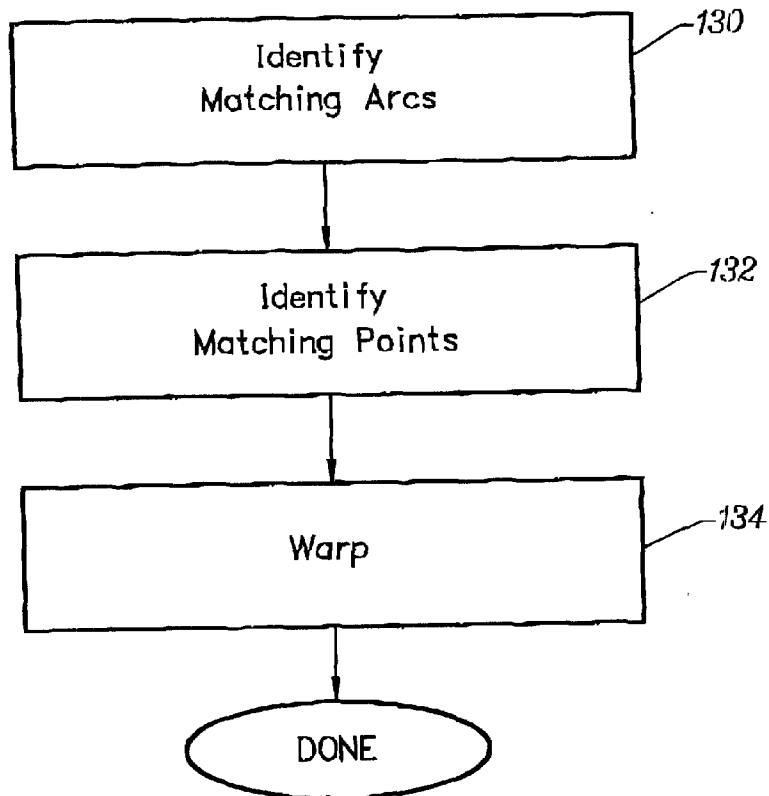 130
Identify
Matching Arcs
132
Identify
Matching Points
134
Warp
DONE